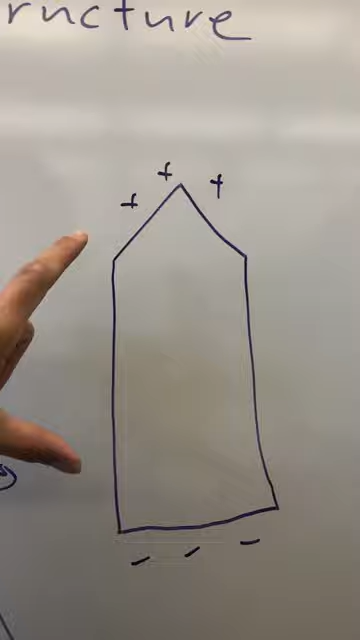 ructure
+ + +
- - -